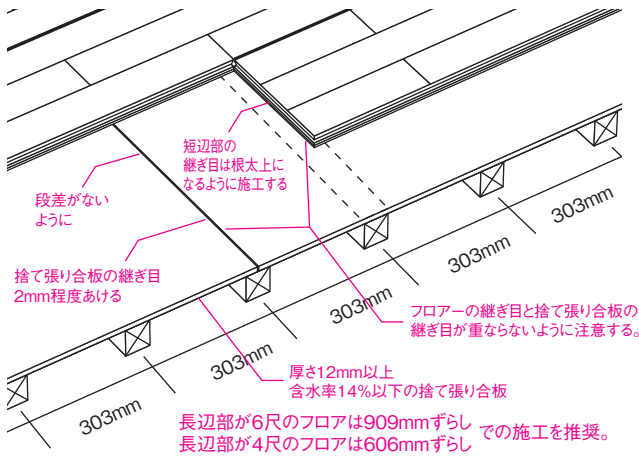 短辺部の
継ぎ目は根太上に
なるように施工する
段差がない
ように
捨て張り合板の継ぎ目
2mm程度あける
303mm
303mm
303mm
303mm
303mm
フロアーの継ぎ目と捨て張り合板の
継ぎ目が重ならないように注意する。
厚さ12mm以上
含水率14%以下の捨て張り合板
長辺部が6尺のフロアは909mmずらし
長辺部が4尺のフロアは606mmずらし
での施工を推奨。